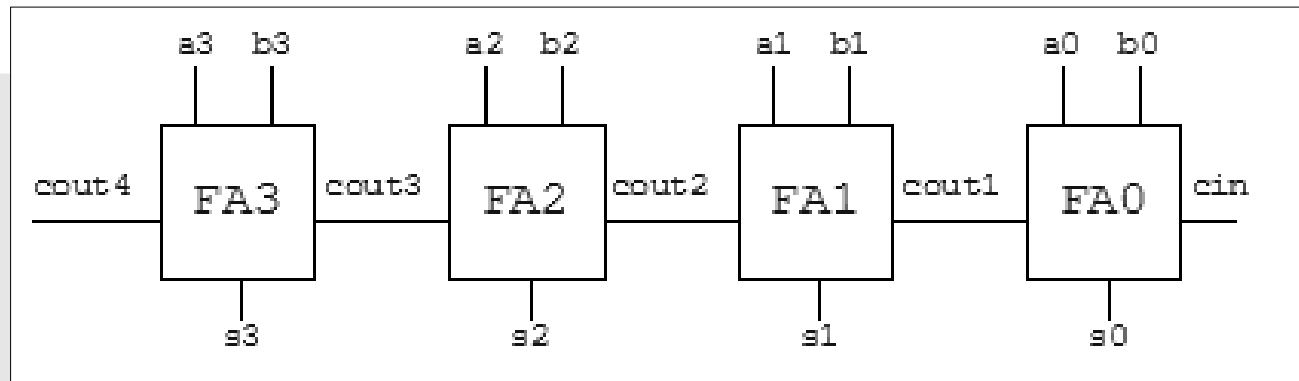 a3 b3 a2 b2 a1 b1 a0 b0
cout4 FA3 cout3 FA2 cout2 FA1 cout1 FA0 cin
s3 s2 s1 s0